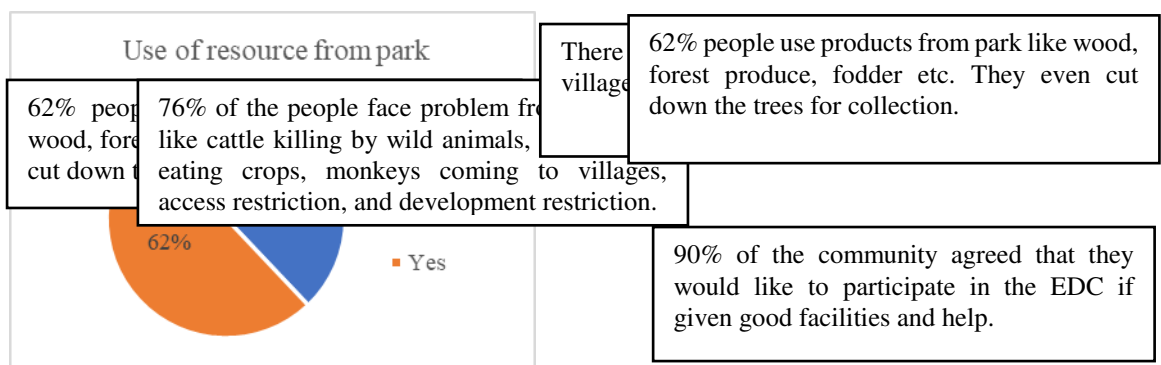 Use of resource from park
There
village
62% people use products from park like wood,
forest produce, fodder etc. They even cut
down the trees for collection.
62%
wood,
cut down
76% of the people face problem
like cattle killing by wild animals,
eating crops, monkeys coming to villages,
access restriction, and development restriction.
62%
Yes
90% of the community agreed that they
would like to participate in the EDC if
given good facilities and help.